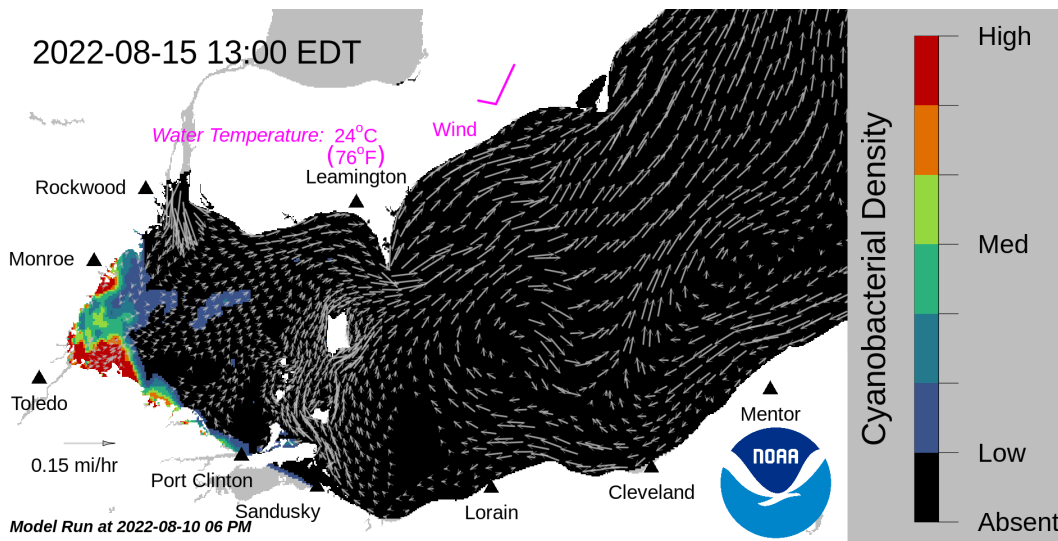 2022-08-15 13:00 EDT
Wind
Water Temperature: 24°C
(76°F)
Leamington
Rockwood
Monroe
Toledo
0.15 mi/hr
Port Clinton
Sandusky
Lorain
Cleveland
Mentor
NOAA
Model Run at 2022-08-10 06 PM
Cyanobacterial Density
High
Med
Low
Absent